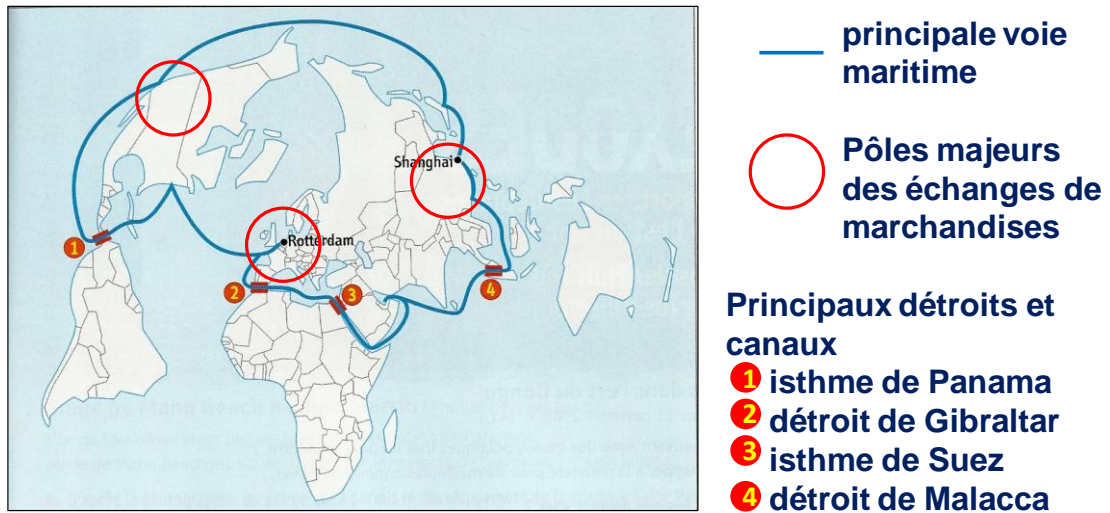 Shanghai
Rotterdam
1
2
3
4
principale voie
maritime
Pôles majeurs
des échanges de
marchandises
Principaux détroits et
canaux
1 isthme de Panama
2 détroit de Gibraltar
3 isthme de Suez
4 détroit de Malacca